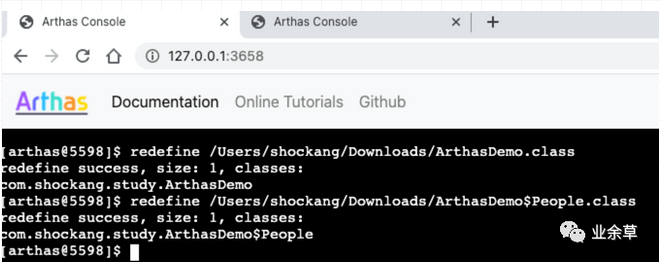 Arthas Console
Arthas Console
127.0.0.1:3658
Arthas Documentation Online Tutorials Github
[arthas@5598]$ redefine /Users/shockang/Downloads/ArthasDemo.class
redefine success, size: 1, classes:
com.shockang.study.ArthasDemo
[arthas@5598]$ redefine /Users/shockang/Downloads/ArthasDemo$People.class
redefine success, size: 1, classes:
com.shockang.study.ArthasDemo$People
[arthas@5598]$
业余草